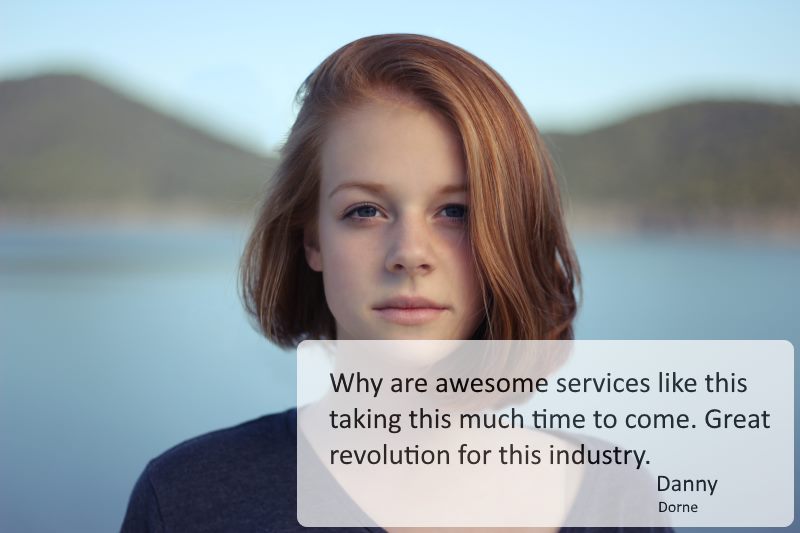 Why are awesome services like this
taking this much time to come. Great
revolution for this industry.
Danny
Dorne